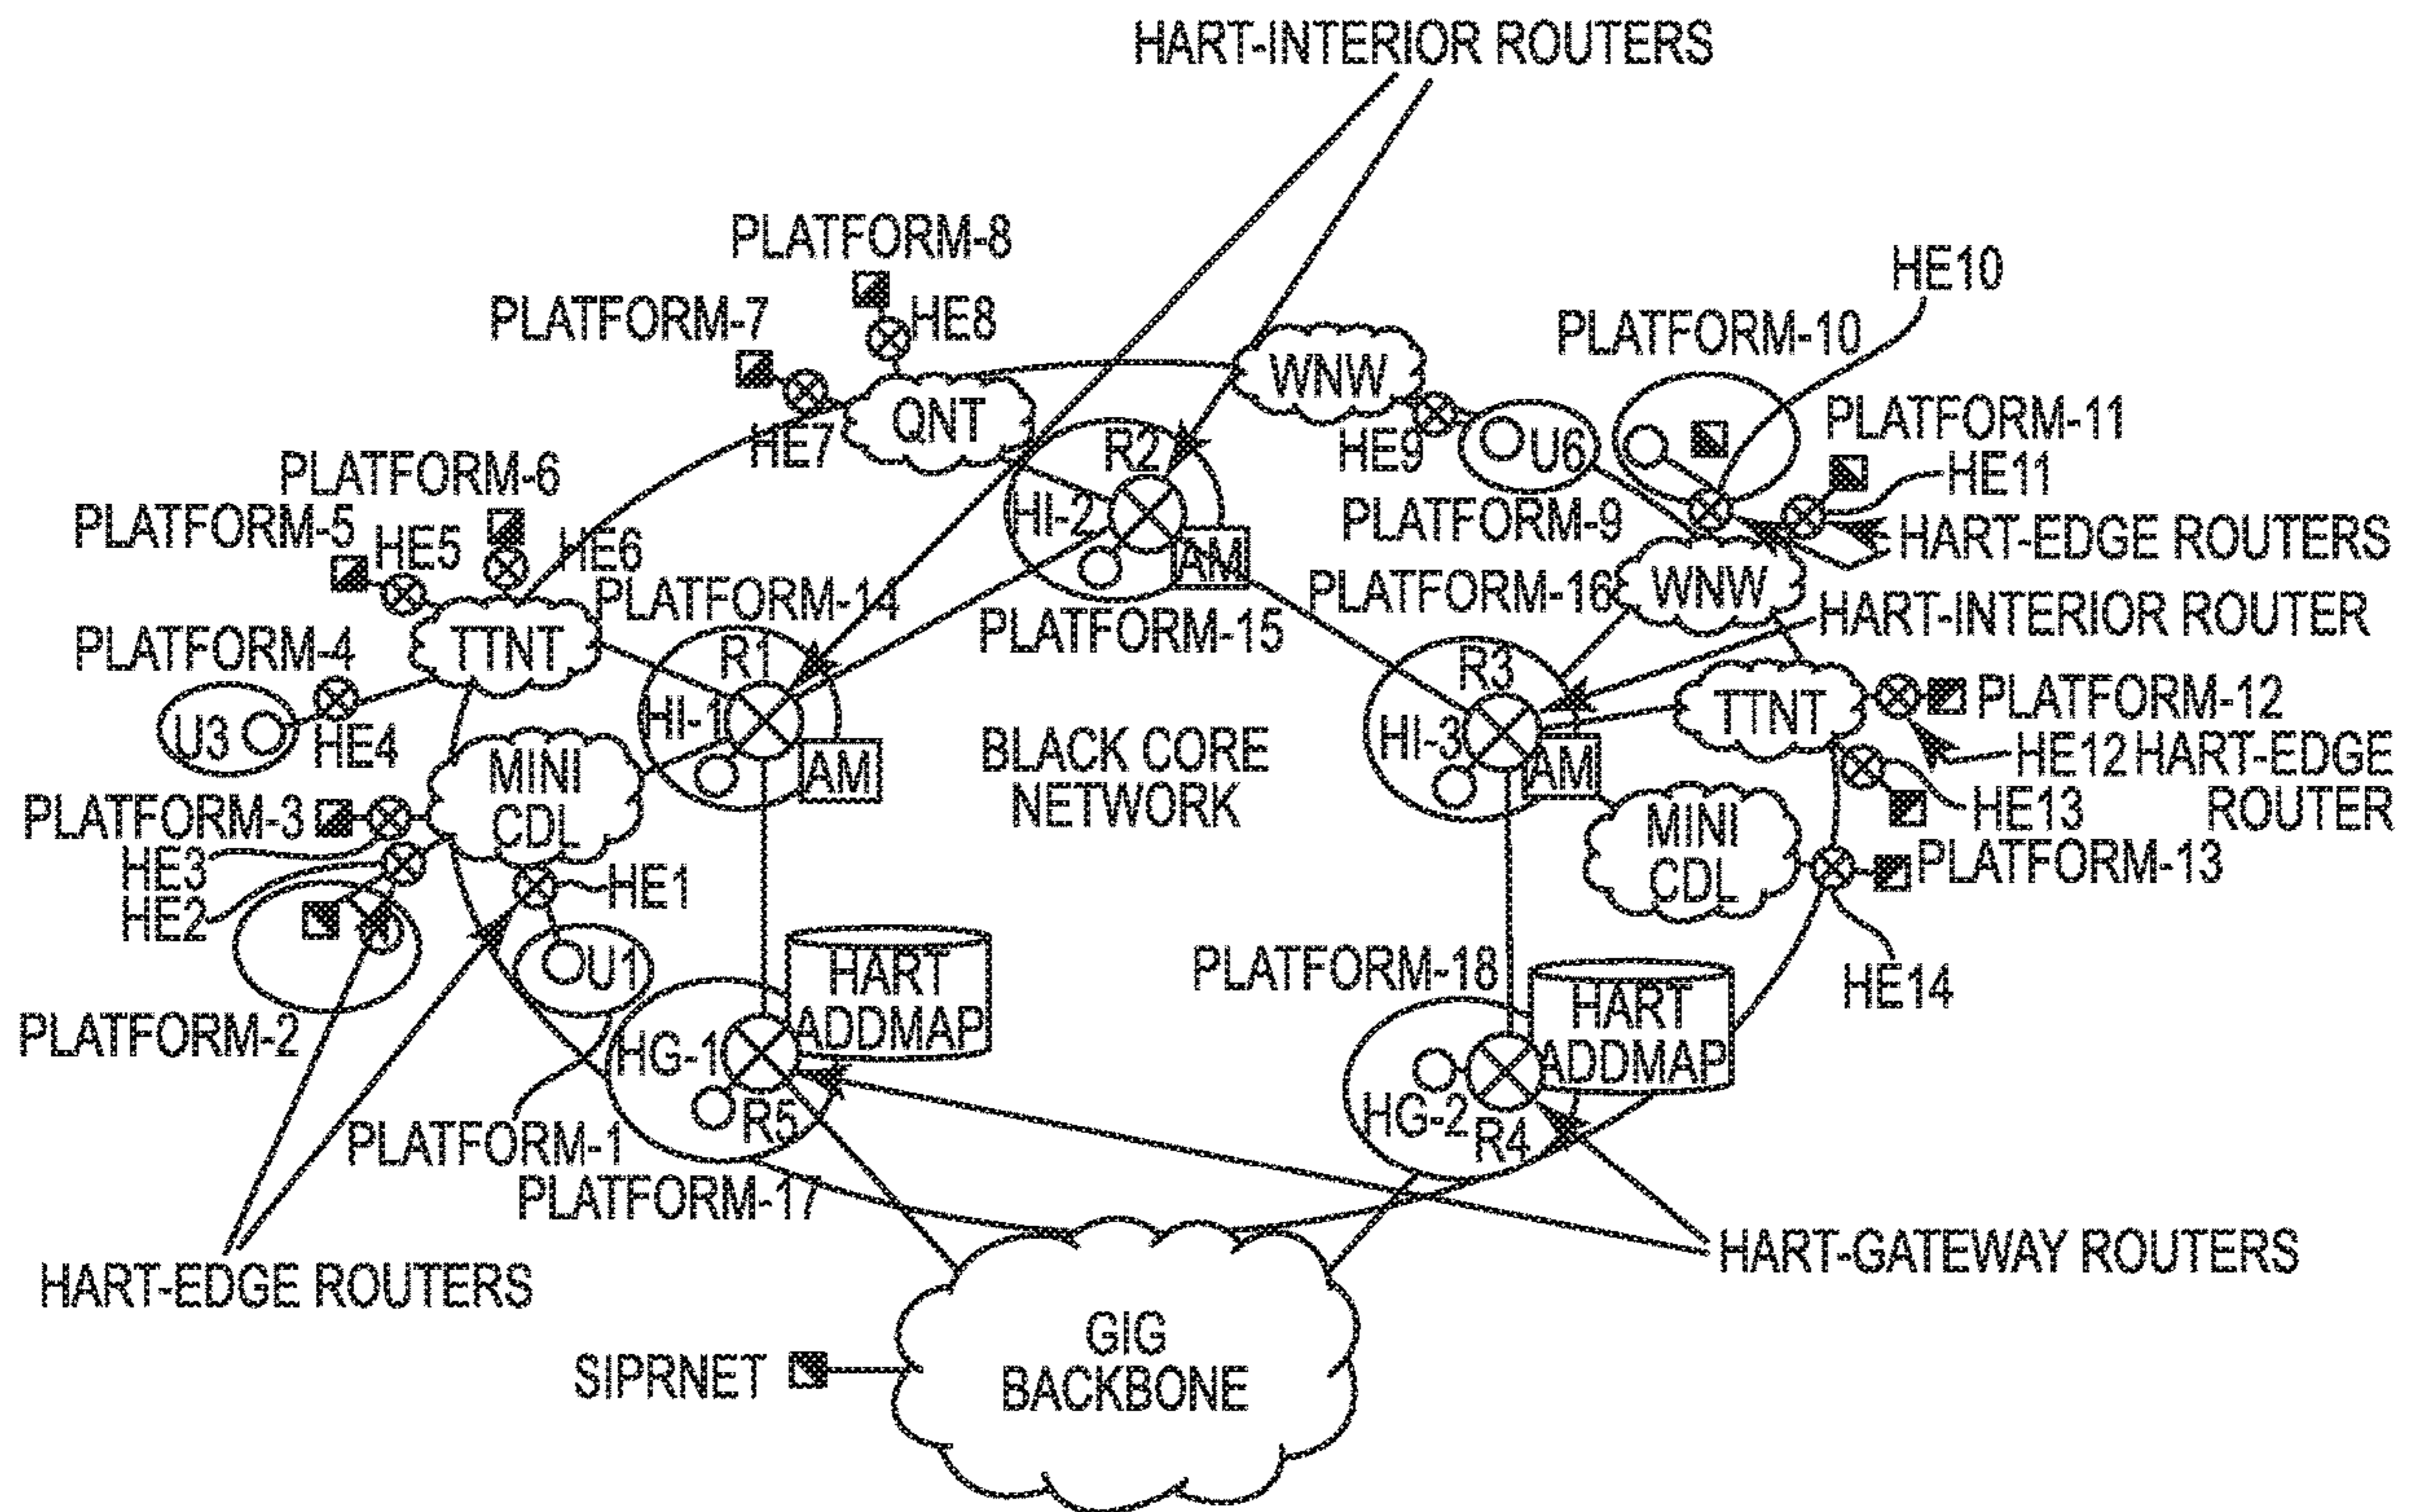 HART-INTERIOR ROUTERS
PLATFORM-8
HE10
PLATFORM-7
HE8
PLATFORM-10
WNW
QNT
PLATFORM-11
HE7
R2
HE9
U6
HE11
PLATFORM-6
HI-2
PLATFORM-9
HART-EDGE ROUTERS
PLATFORM-5
HE5
HE6
AM
PLATFORM-16
WNW
PLATFORM-14
PLATFORM-15
HART-INTERIOR ROUTER
PLATFORM-4
TTNT
R1
R3
TTNT
PLATFORM-12
U3
HE4
HI-1
HI-3
BLACK CORE
NETWORK
HE12
HART-EDGE
ROUTER
MINI
CDL
AM
AM
MINI
CDL
HE13
PLATFORM-3
HE3
HE2
HE1
PLATFORM-13
U1
HART
ADDMAP
PLATFORM-18
HART
ADDMAP
HE14
PLATFORM-2
HG-1
R5
HG-2
R4
PLATFORM-1
PLATFORM-17
HART-EDGE ROUTERS
HART-GATEWAY ROUTERS
GIG
BACKBONE
SIPRNET